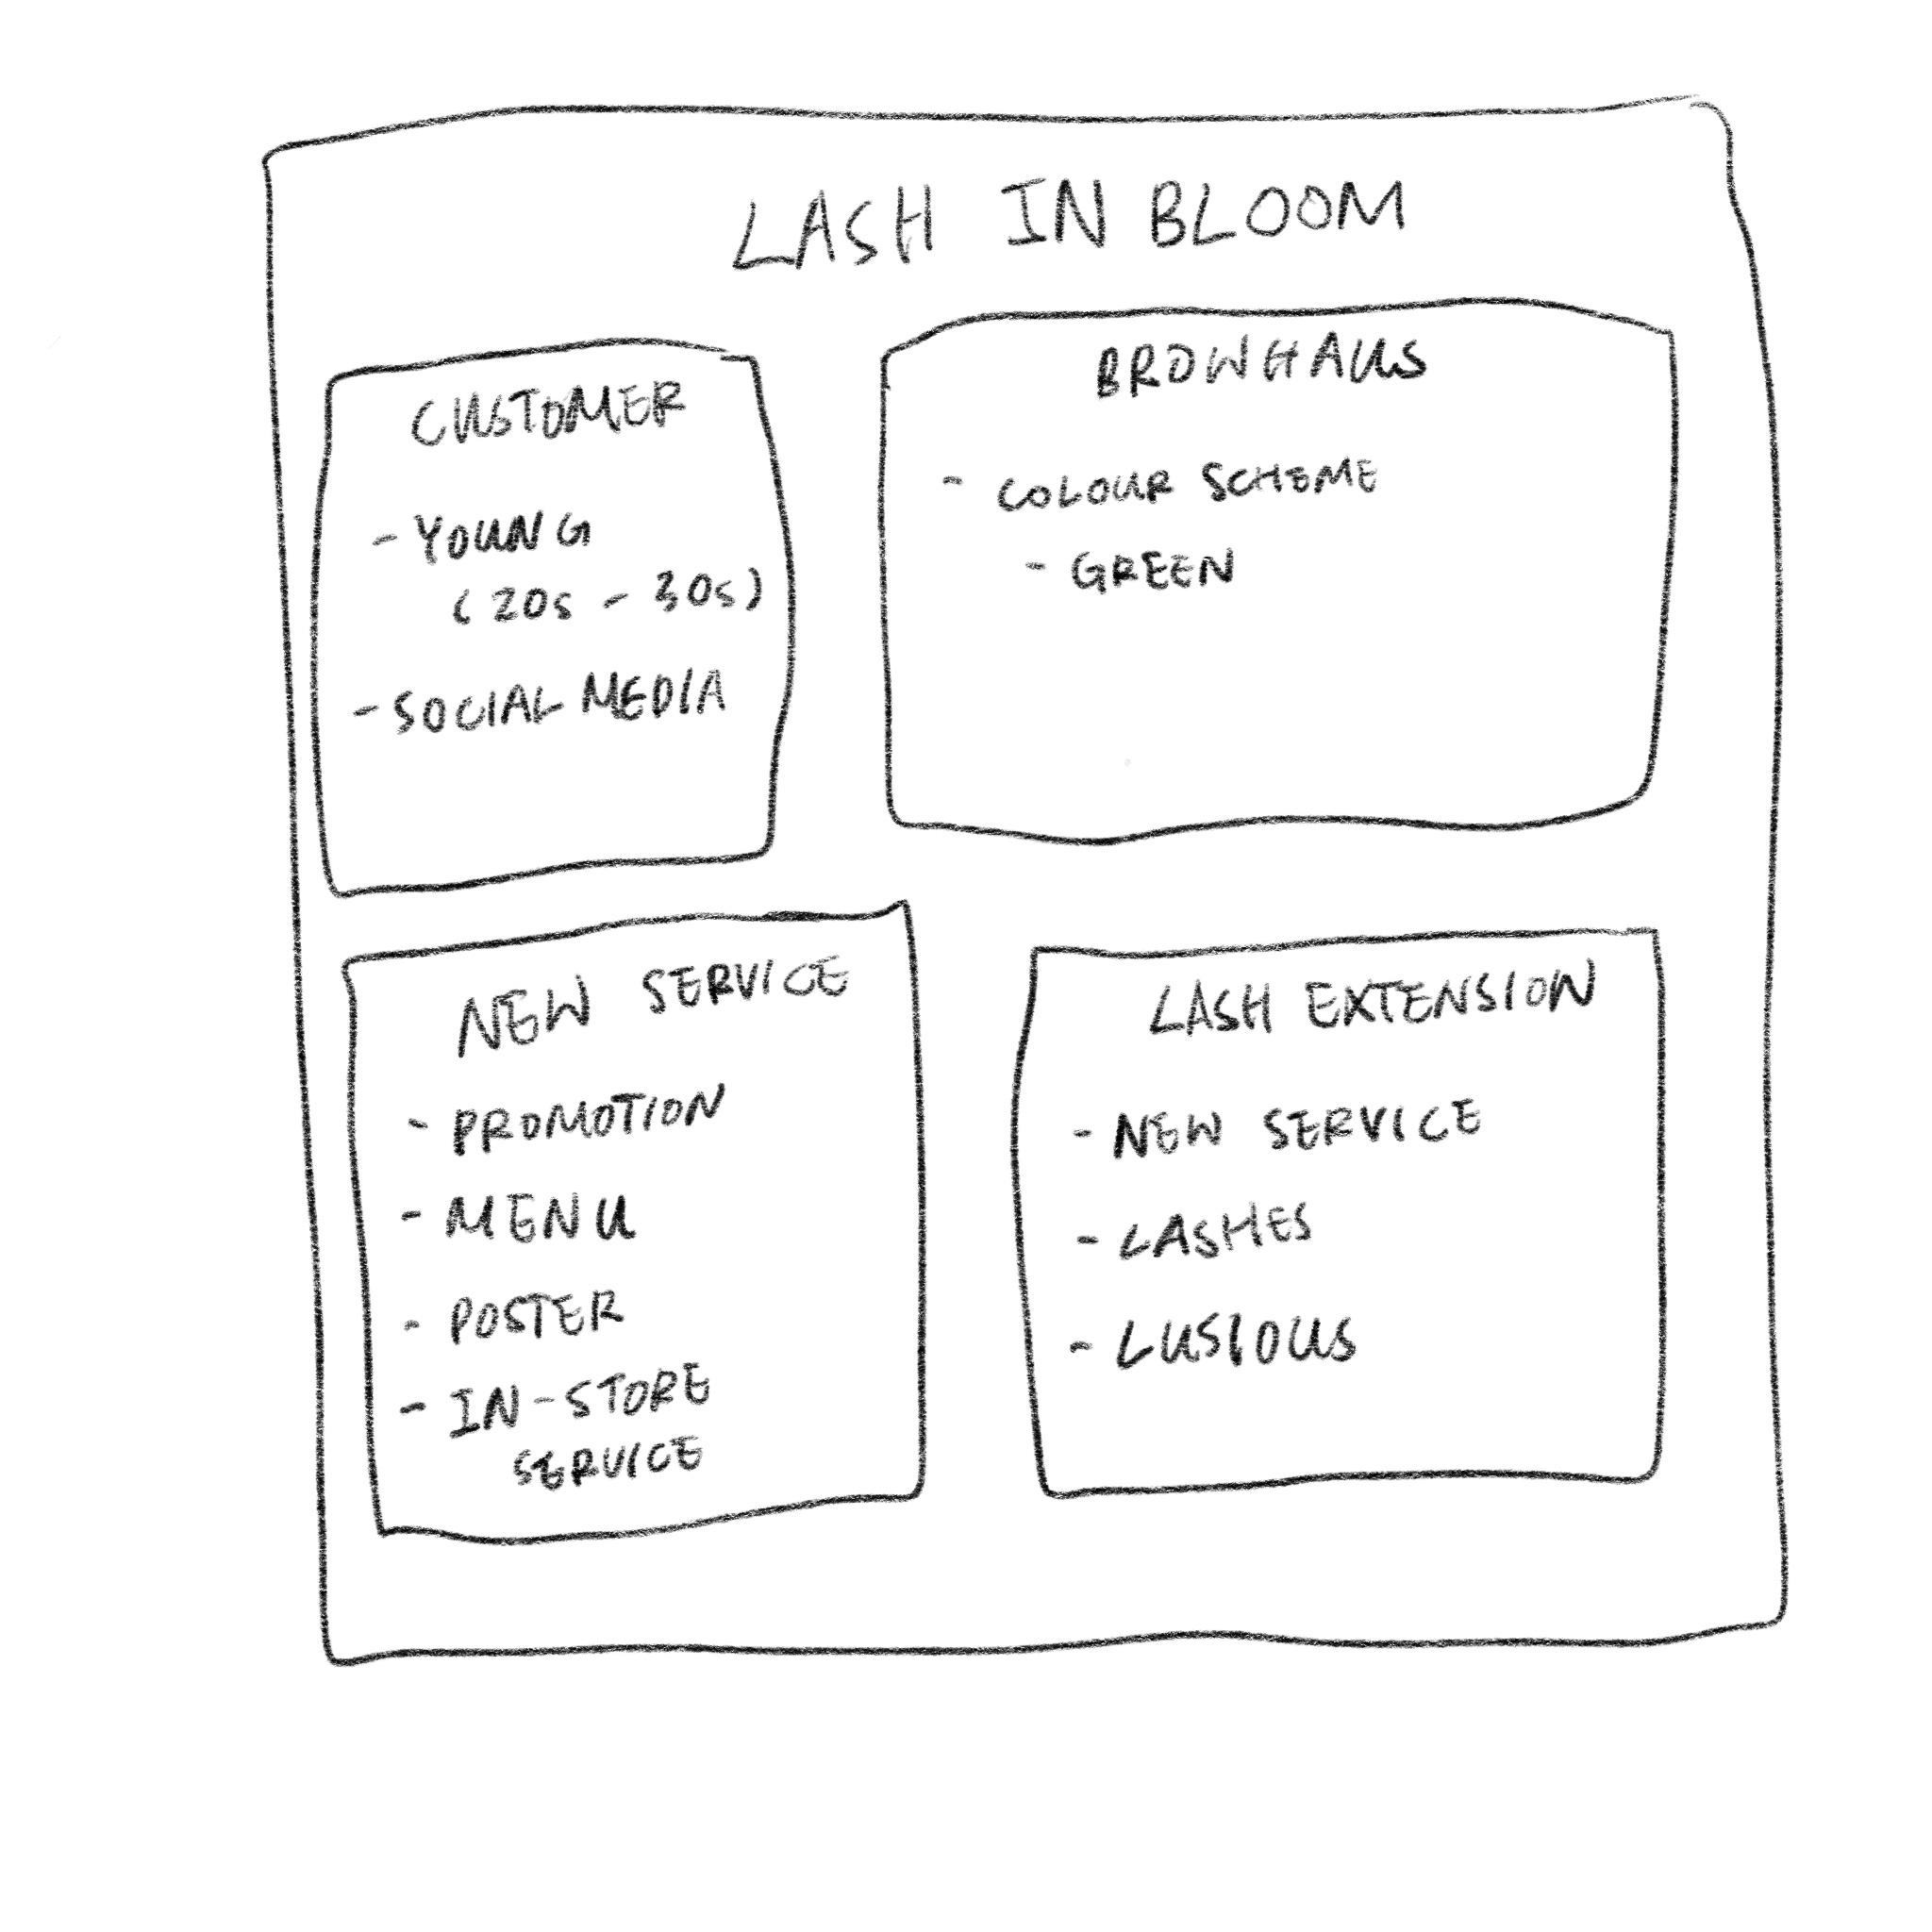 LASH IN BLOOM
CUSTOMER
- YOUNG
(20s - 30s)
- SOCIAL MEDIA
BROWHAUS
- COLOUR SCHEME
- GREEN
NEW SERVICE
- PROMOTION
- MENU
- POSTER
- IN-STORE
SERVICE
LASH EXTENSION
- NEW SERVICE
- LASHES
- LUSIOUS